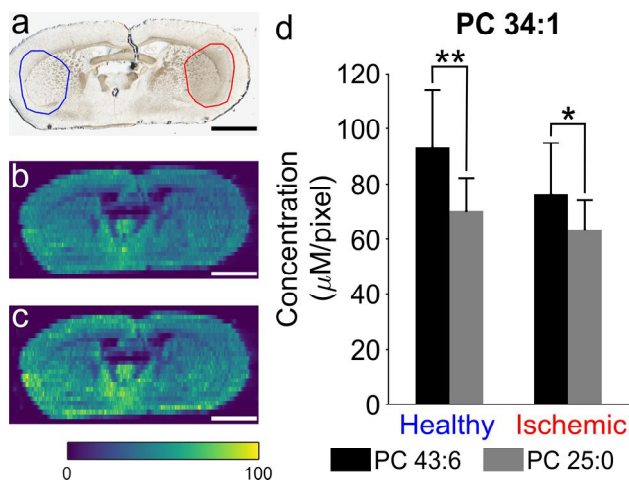 a
b
c
0
100
d
PC 34:1
Concentration
(μM/pixel)
120
100
80
60
40
20
0
**
*
Healthy
Ischemic
PC 43:6
PC 25:0